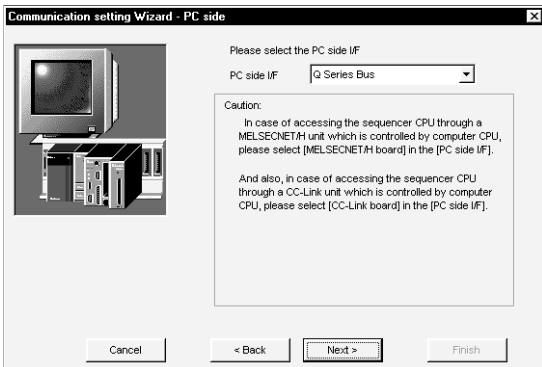 Communication setting Wizard - PC side
Please select the PC side I/F
PC side I/F
Q Series Bus
Caution:
In case of accessing the sequencer CPU through a
MELSECNET/H unit which is controlled by computer CPU,
please select [MELSECNET/H board] in the [PC side I/F].
And also, in case of accessing the sequencer CPU
through a CC-Link unit which is controlled by computer
CPU, please select [CC-Link board] in the [PC side I/F].
Cancel
< Back
Next >
Finish